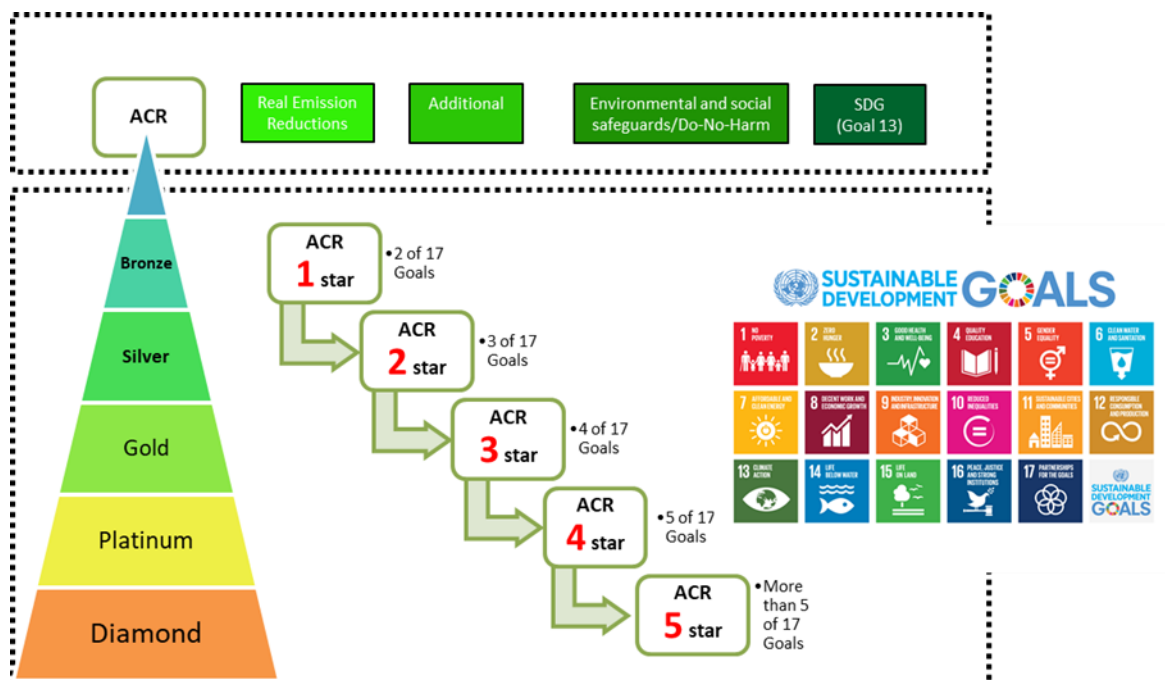 ACR
Real Emission
Reductions
Additional
Environmental and social
safeguards/Do-No-Harm
SDG
(Goal 13)
Bronze
Silver
Gold
Platinum
Diamond
ACR
1 star
•2 of 17
Goals
ACR
2 star
•3 of 17
Goals
ACR
3 star
•4 of 17
Goals
ACR
4 star
•5 of 17
Goals
ACR
5 star
•More
than 5
of 17
Goals
SUSTAINABLE
DEVELOPMENT
GOALS
1 NO
POVERTY
2 ZERO
HUNGER
3 GOOD HEALTH
AND WELL-BEING
4 QUALITY
EDUCATION
5 GENDER
EQUALITY
6 CLEAN WATER
AND SANITATION
7 AFFORDABLE AND
CLEAN ENERGY
8 DECENT WORK AND
ECONOMIC GROWTH
9 INDUSTRY, INNOVATION
AND INFRASTRUCTURE
10 REDUCED
INEQUALITIES
11 SUSTAINABLE CITIES
AND COMMUNITIES
12 RESPONSIBLE
CONSUMPTION
AND PRODUCTION
13 CLIMATE
ACTION
14 LIFE
BELOW WATER
15 LIFE
ON LAND
16 PEACE, JUSTICE
AND STRONG
INSTITUTIONS
17 PARTNERSHIPS
FOR THE GOALS
SUSTAINABLE
DEVELOPMENT
GOALS